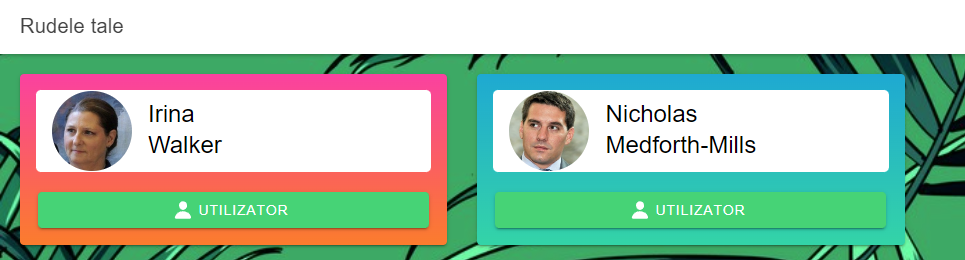 Rudele tale
Irina
Walker
UTILIZATOR
Nicholas
Medforth-Mills
UTILIZATOR